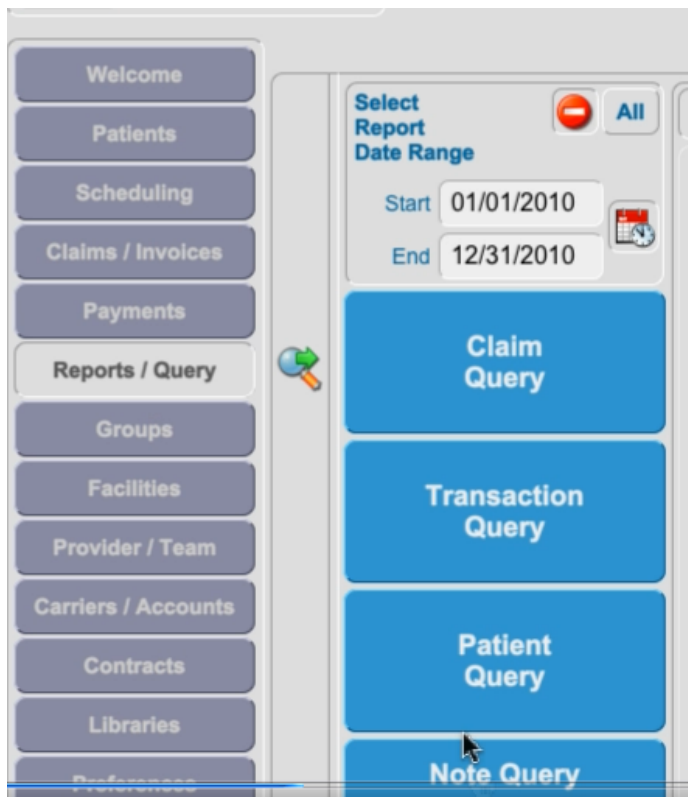 Welcome
Patients
Scheduling
Claims / Invoices
Payments
Reports / Query
Groups
Facilities
Provider / Team
Carriers / Accounts
Contracts
Libraries
Preferences
Select
Report
Date Range
All
Start 01/01/2010
End 12/31/2010
Claim
Query
Transaction
Query
Patient
Query
Note Query